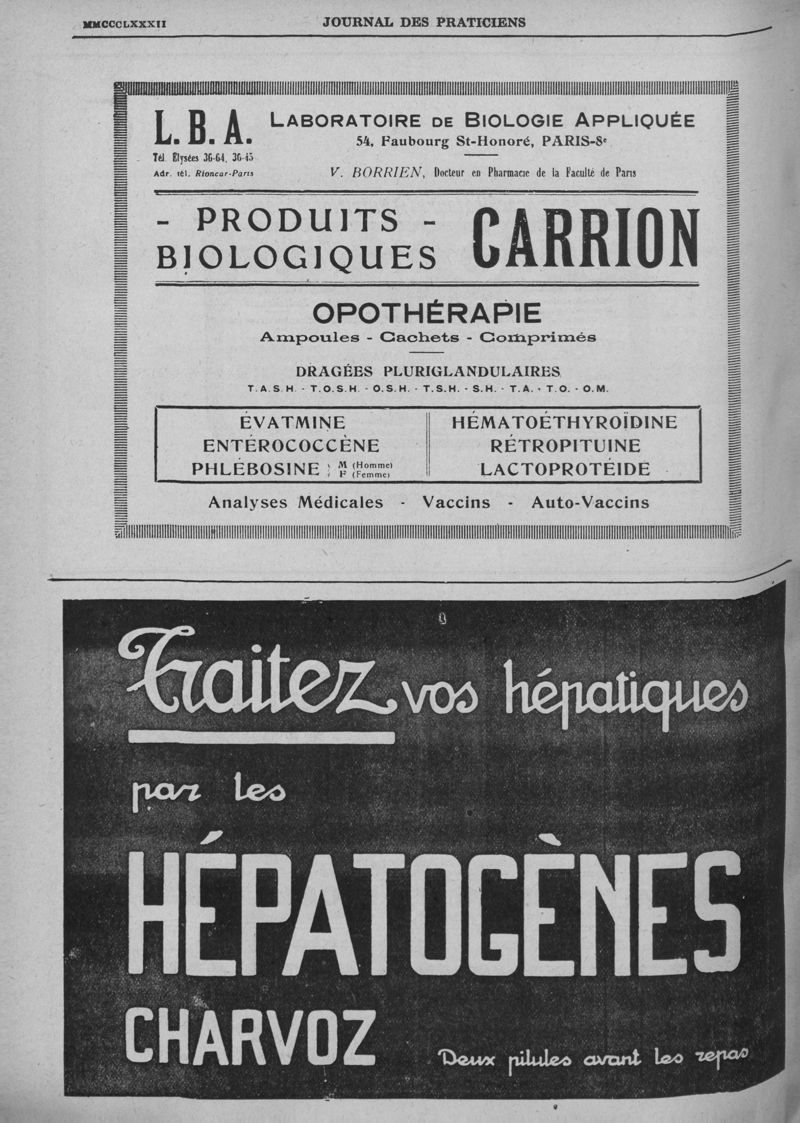 MMCCCLXXXII
JOURNAL DES PRATICIENS
L. B. A.
Tél. Élysées 36-64, 36-45
Adr. tél. Rioncar-Paris
LABORATOIRE DE BIOLOGIE APPLIQUÉE
54, Faubourg St-Honoré, PARIS-8e
V. BORRIEN, Docteur en Pharmacie de la Faculté de Paris
- PRODUITS -
BIOLOGIQUES
CARRION
OPOTHÉRAPIE
Ampoules - Cachets - Comprimés
DRAGÉES PLURIGLANDULAIRES
T.A.S.H. - T.O.S.H. - O.S.H. - T.S.H. - S.H. - T.A. - T.O. - O.M.
ÉVATMINE
ENTÉROCOCCÈNE
PHLÉBOSINE } M (Homme)
F (Femme)
HÉMATOÉTHYROÏDINE
RÉTROPITUINE
LACTOPROTÉIDE
Analyses Médicales - Vaccins - Auto-Vaccins
Traitez vos hépatiques
par les
HÉPATOGÈNES
CHARVOZ
Deux pilules avant les repas